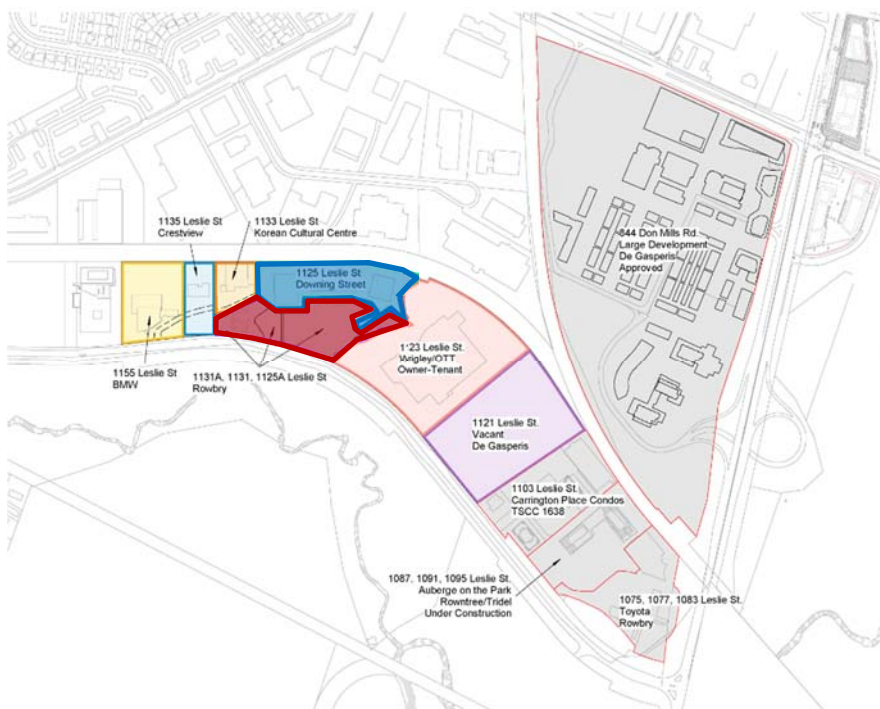 844 Don Mills Rd.
Large Development
De Gasperis
Approved
1135 Leslie St
Crestview
1133 Leslie St
Korean Cultural Centre
1125 Leslie St
Downing Street
1123 Leslie St.
Wrigley/OTT
Owner-Tenant
1155 Leslie St
BMW
1131A, 1131, 1125A Leslie St
Rowbry
1121 Leslie St.
Vacant
De Gasperis
1103 Leslie St.
Carrington Place Condos
TSCC 1638
1087, 1091, 1095 Leslie St.
Auberge on the Park
Rowntree/Tridel
Under Construction
1075, 1077, 1083 Leslie St.
Toyota
Rowbry